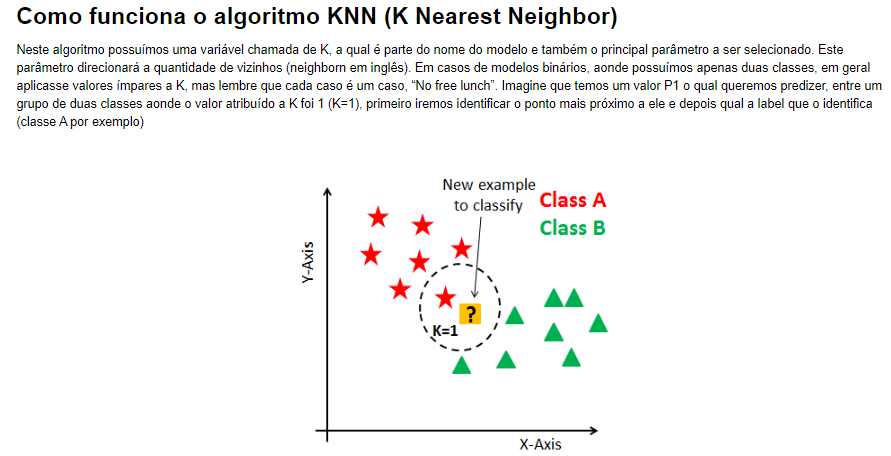 Como funciona o algoritmo KNN (K Nearest Neighbor)
Neste algoritmo possuímos uma variável chamada de K, a qual é parte do nome do modelo e também o principal parâmetro a ser selecionado. Este
parâmetro direcionará a quantidade de vizinhos (neighborn em inglês). Em casos de modelos binários, aonde possuímos apenas duas classes, em geral
aplicasse valores ímpares a K, mas lembre que cada caso é um caso, “No free lunch”. Imagine que temos um valor P1 o qual queremos predizer, entre um
grupo de duas classes aonde o valor atribuído a K foi 1 (K=1), primeiro iremos identificar o ponto mais próximo a ele e depois qual a label que o identifica
(classe A por exemplo)
New example
to classify
Class A
Class B
Y-Axis
?
K=1
X-Axis